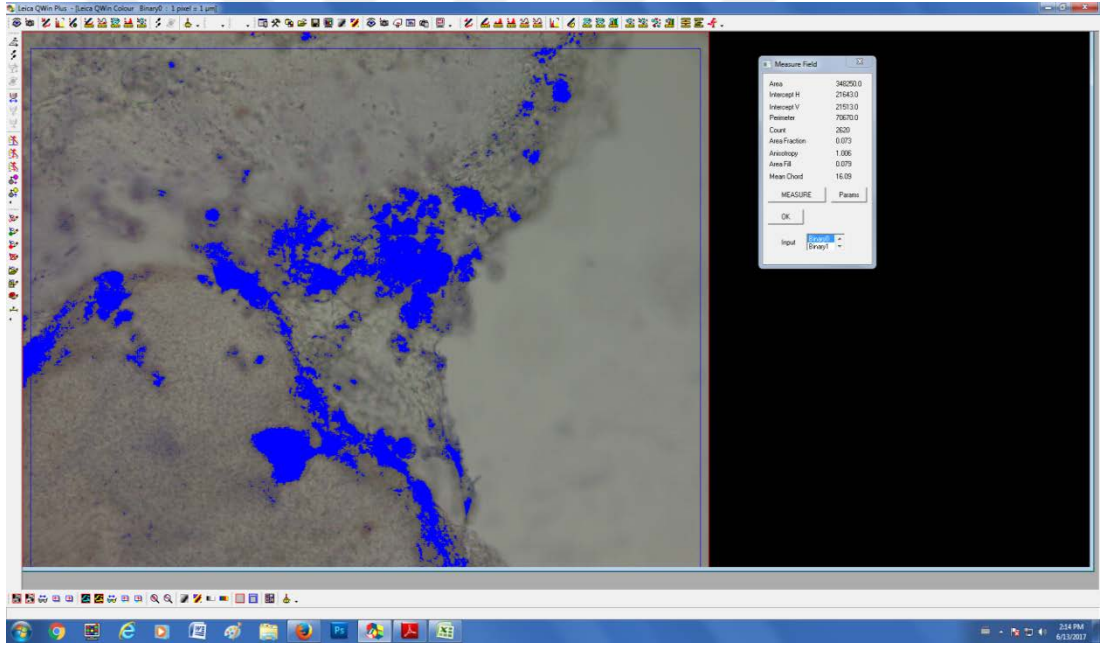 Leica QWin Plus - [Leica QWin Colour Binary0 : 1 pixel = 1 µm]
Measure Field
Area 348250.0
Intercept H 21643.0
Intercept V 21513.0
Perimeter 70670.0
Count 2620
Area Fraction 0.073
Anisotropy 1.006
Area Fill 0.079
Mean Chord 16.09
MEASURE Params
OK
Input Binary0
Binary1
Ps
2:14 PM
6/13/2017